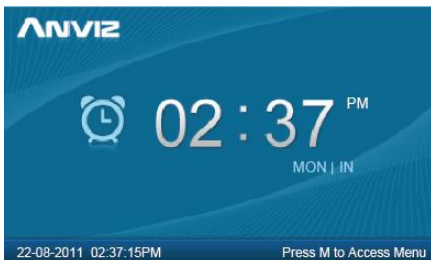 ANVIZ
02:37 PM
MON | IN
22-08-2011 02:37:15PM Press M to Access Menu